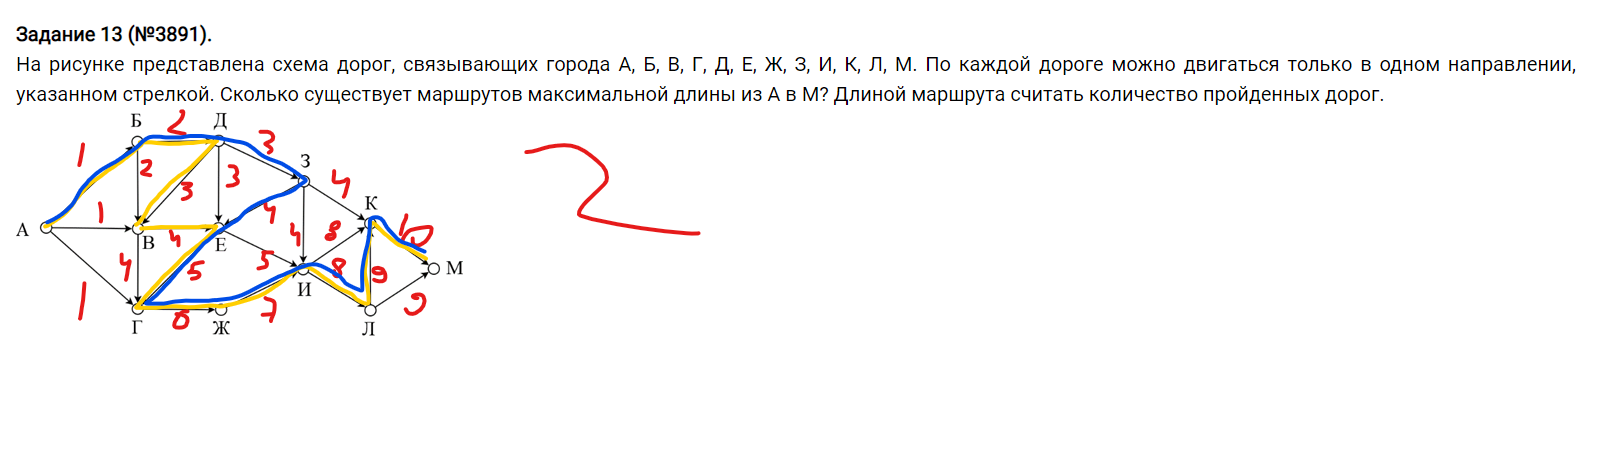 Задание 13 (№3891).
На рисунке представлена схема дорог, связывающих города А, Б, В, Г, Д, Е, Ж, З, И, К, Л, М. По каждой дороге можно двигаться только в одном направлении,
указанном стрелкой. Сколько существует маршрутов максимальной длины из А в М? Длиной маршрута считать количество пройденных дорог.
Б 2 Д
1 3
З
2 3 3 4
К
1 4 10
А В 4 Е 4 8
М
4 5 5 8 9
И
1 9
6 7
Г Ж Л
2